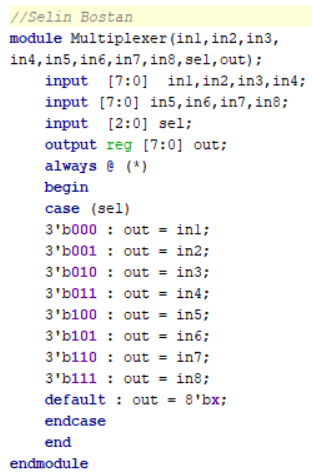 //Selin Bostan
module Multiplexer(in1,in2,in3,
in4,in5,in6,in7,in8,sel,out);
input [7:0] in1,in2,in3,in4;
input [7:0] in5,in6,in7,in8;
input [2:0] sel;
output reg [7:0] out;
always @ (*)
begin
case (sel)
3'b000 : out = in1;
3'b001 : out = in2;
3'b010 : out = in3;
3'b011 : out = in4;
3'b100 : out = in5;
3'b101 : out = in6;
3'b110 : out = in7;
3'b111 : out = in8;
default : out = 8'bx;
endcase
end
endmodule